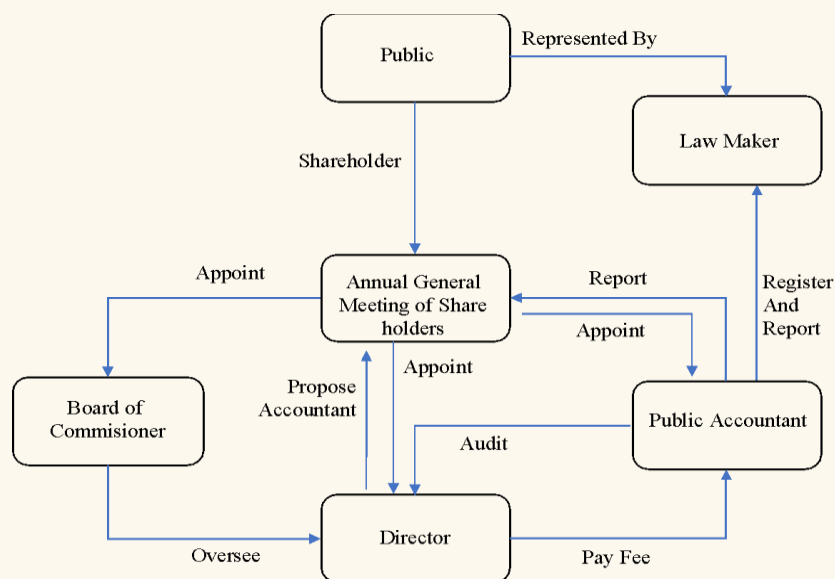 Represented By
Public
Law Maker
Shareholder
Appoint
Annual General
Meeting of Share
holders
Report
Register
And
Report
Appoint
Appoint
Propose
Accountant
Board of
Commisioner
Public Accountant
Audit
Director
Oversee
Pay Fee